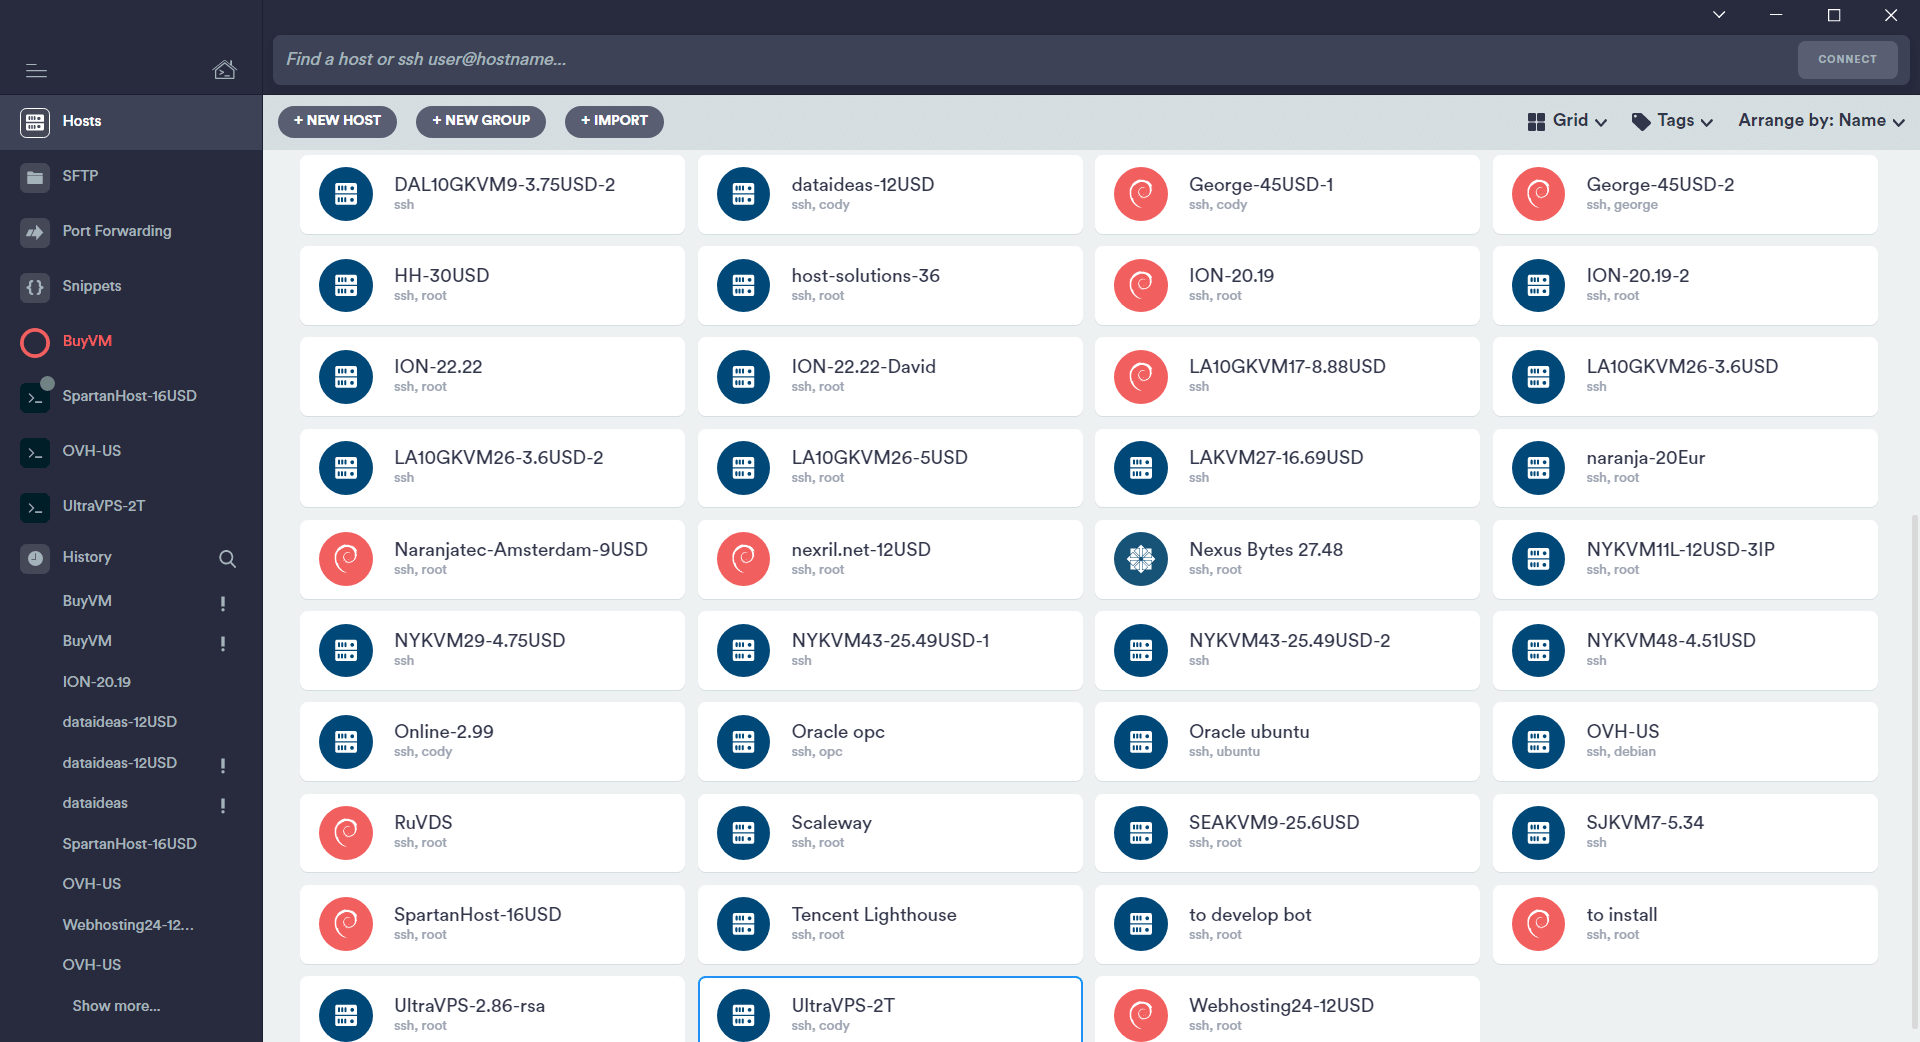 Find a host or ssh user@hostname...
CONNECT
Hosts
SFTP
Port Forwarding
Snippets
BuyVM
SpartanHost-16USD
OVH-US
UltraVPS-2T
History
BuyVM
BuyVM
ION-20.19
dataideas-12USD
dataideas-12USD
dataideas
SpartanHost-16USD
OVH-US
Webhosting24-12...
OVH-US
Show more...
+ NEW HOST
+ NEW GROUP
+ IMPORT
Grid
Tags
Arrange by: Name
DAL10GKVM9-3.75USD-2
ssh
dataideas-12USD
ssh, cody
George-45USD-1
ssh, cody
George-45USD-2
ssh, george
HH-30USD
ssh, root
host-solutions-36
ssh, root
ION-20.19
ssh, root
ION-20.19-2
ssh, root
ION-22.22
ssh, root
ION-22.22-David
ssh, root
LA10GKVM17-8.88USD
ssh, root
LA10GKVM26-3.6USD
ssh
LA10GKVM26-3.6USD-2
ssh
LA10GKVM26-5USD
ssh, root
LAKVM27-16.69USD
ssh
naranja-20Eur
ssh, root
Naranjatec-Amsterdam-9USD
ssh, root
nexril.net-12USD
ssh, root
Nexus Bytes 27.48
ssh, root
NYKVM11L-12USD-3IP
ssh, root
NYKVM29-4.75USD
ssh
NYKVM43-25.49USD-1
ssh
NYKVM43-25.49USD-2
ssh
NYKVM48-4.51USD
ssh
Online-2.99
ssh, cody
Oracle opc
ssh, opc
Oracle ubuntu
ssh, ubuntu
OVH-US
ssh, debian
RuVDS
ssh, root
Scaleway
ssh, root
SEAKVM9-25.6USD
ssh, root
SJKVM7-5.34
ssh
SpartanHost-16USD
ssh, root
Tencent Lighthouse
ssh, root
to develop bot
ssh, root
to install
ssh, root
UltraVPS-2.86-rsa
ssh, root
UltraVPS-2T
ssh, cody
Webhosting24-12USD
ssh, root